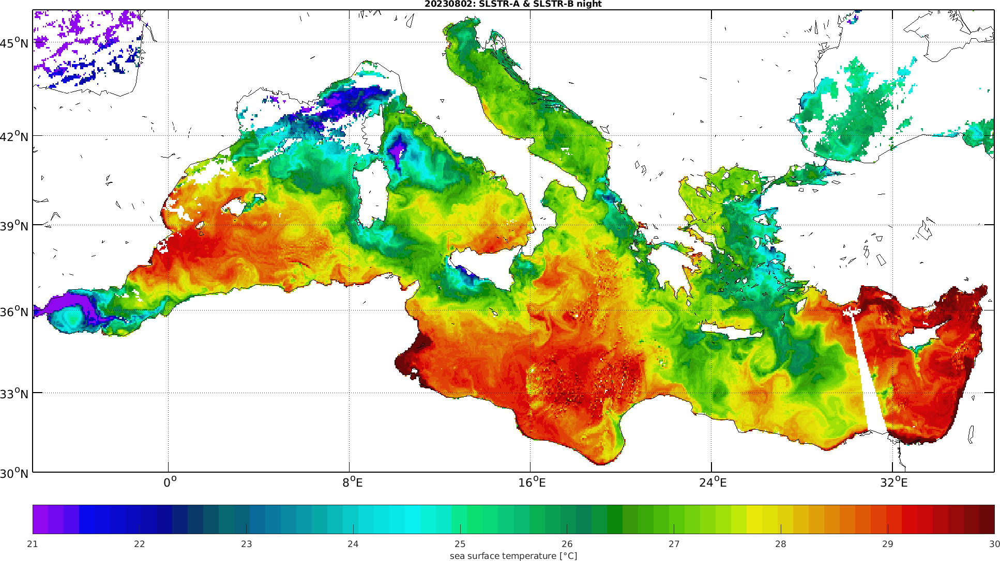 20230802: SLSTR-A & SLSTR-B night
45°N
42°N
39°N
36°N
33°N
30°N
0° 8°E 16°E 24°E 32°E
21 22 23 24 25 26 27 28 29 30
sea surface temperature [°C]